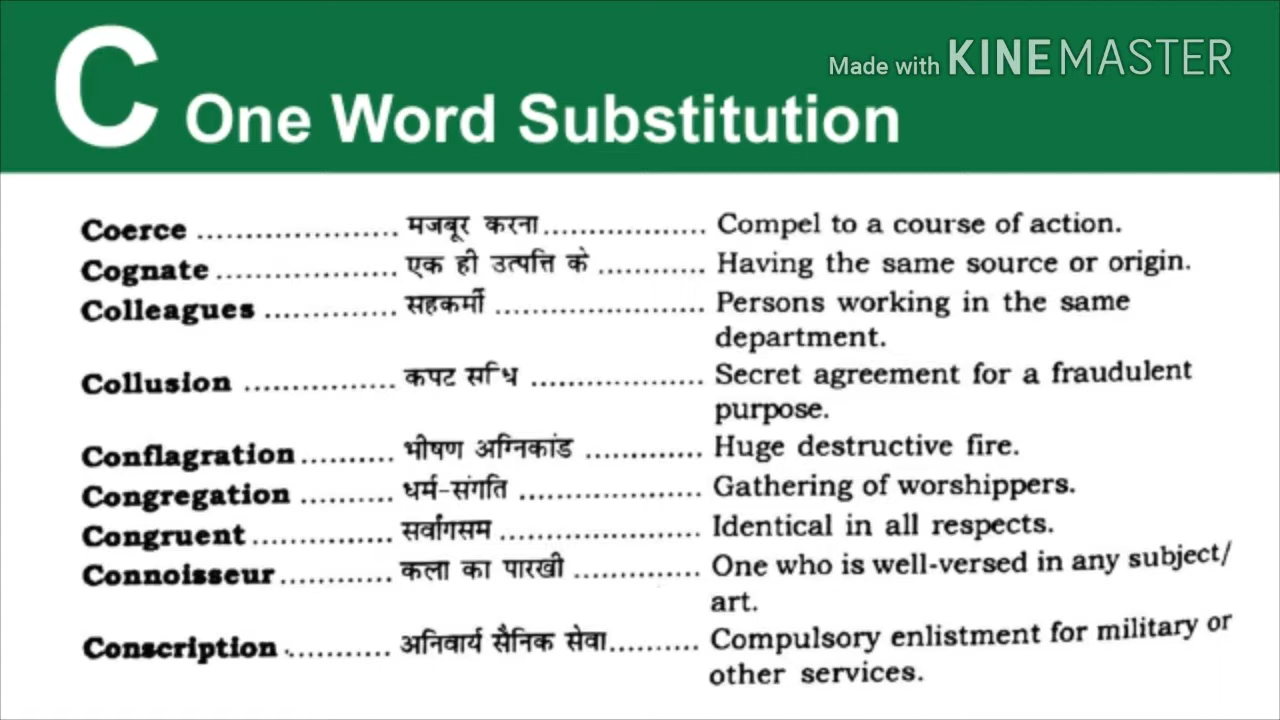 C One Word Substitution
Made with KINEMASTER
Coerce ........................ मजबूर करना................... Compel to a course of action.
Cognate ..................... एक ही उत्पत्ति के ............ Having the same source or origin.
Colleagues ............... सहकर्मी ........................ Persons working in the same
department.
Collusion ................. कपट सन्धि ................... Secret agreement for a fraudulent
purpose.
Conflagration.......... भीषण अग्निकांड ............. Huge destructive fire.
Congregation .......... धर्म-संगति .................... Gathering of worshippers.
Congruent ............... सर्वांगसम ...................... Identical in all respects.
Connoisseur ............ कला का पारखी .............. One who is well-versed in any subject/
art.
Conscription ............ अनिवार्य सैनिक सेवा.......... Compulsory enlistment for military or
other services.